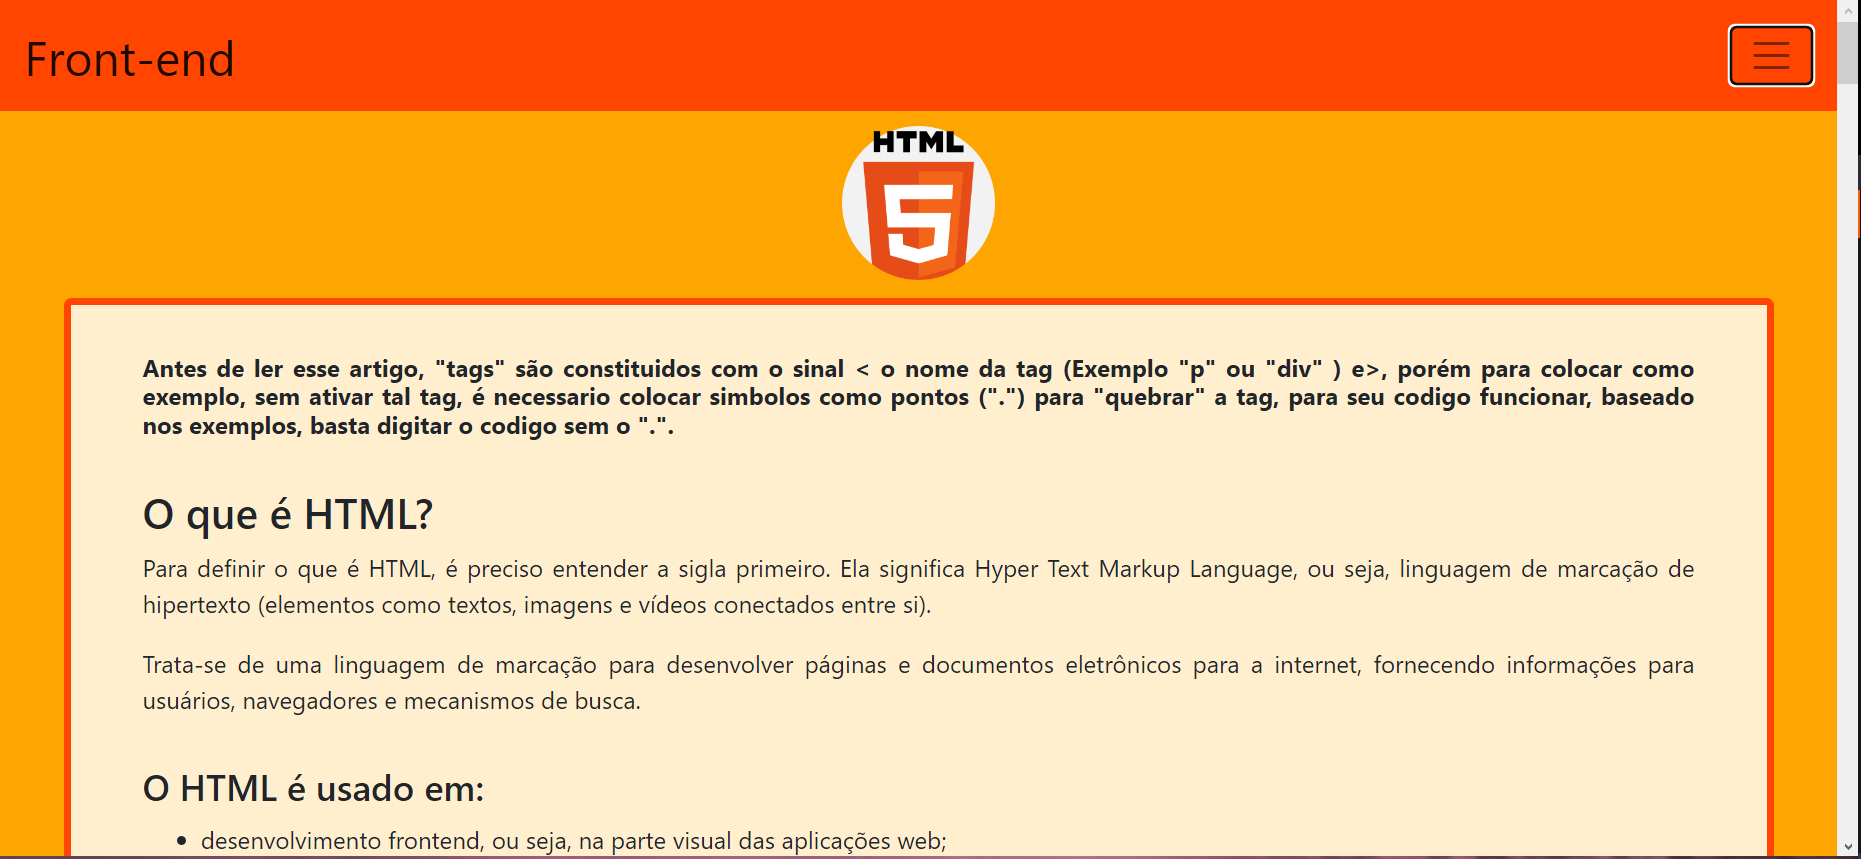 Front-end
HTML
5
Antes de ler esse artigo, "tags" são constituidos com o sinal < o nome da tag (Exemplo "p" ou "div" ) e>, porém para colocar como
exemplo, sem ativar tal tag, é necessario colocar simbolos como pontos (".") para "quebrar" a tag, para seu codigo funcionar, baseado
nos exemplos, basta digitar o codigo sem o ".".
O que é HTML?
Para definir o que é HTML, é preciso entender a sigla primeiro. Ela significa Hyper Text Markup Language, ou seja, linguagem de marcação de
hipertexto (elementos como textos, imagens e vídeos conectados entre si).
Trata-se de uma linguagem de marcação para desenvolver páginas e documentos eletrônicos para a internet, fornecendo informações para
usuários, navegadores e mecanismos de busca.
O HTML é usado em:
• desenvolvimento frontend, ou seja, na parte visual das aplicações web;